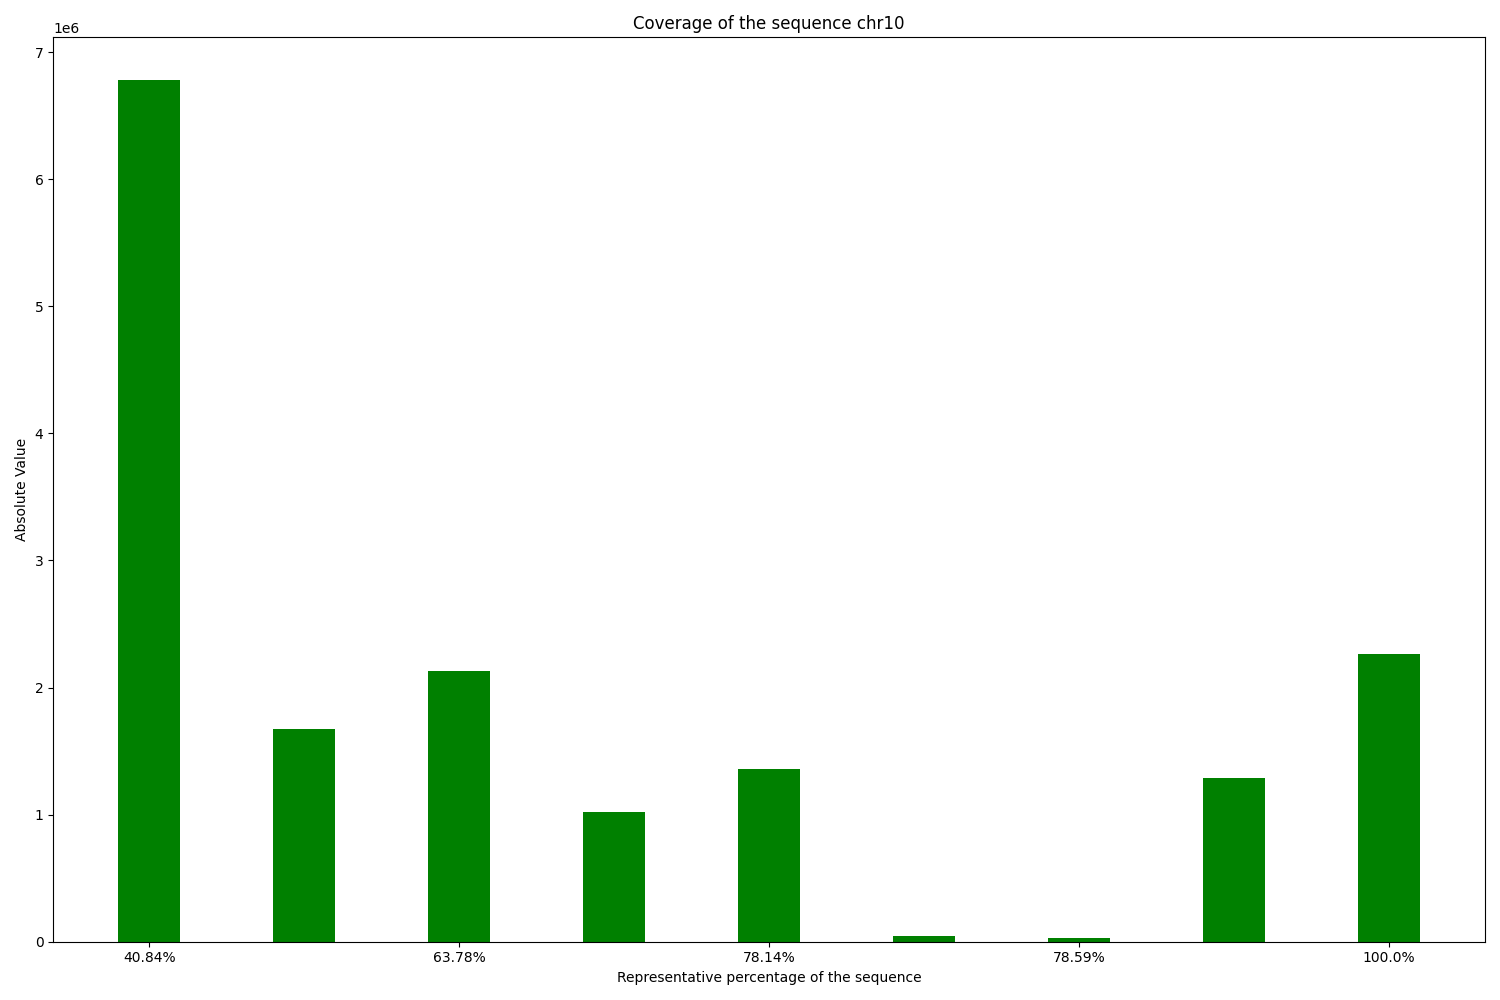 Coverage of the sequence chr10
1e6
7
6
5
4
3
2
1
0
Absolute Value
40.84% 63.78% 78.14% 78.59% 100.0%
Representative percentage of the sequence